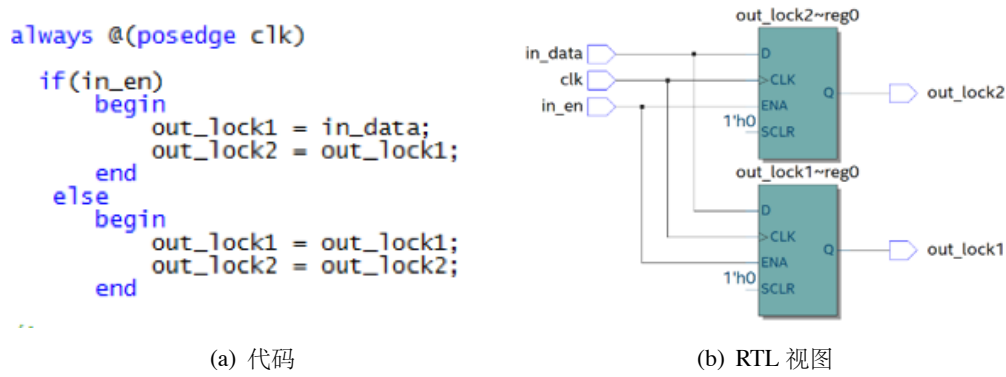 always @(posedge clk)
if(in_en)
begin
out_lock1 = in_data;
out_lock2 = out_lock1;
end
else
begin
out_lock1 = out_lock1;
out_lock2 = out_lock2;
end
(a) 代码
out_lock2~reg0
in_data
D
clk
>CLK
Q
out_lock2
in_en
ENA
1'h0
SCLR
out_lock1~reg0
D
>CLK
Q
out_lock1
ENA
1'h0
SCLR
(b) RTL 视图